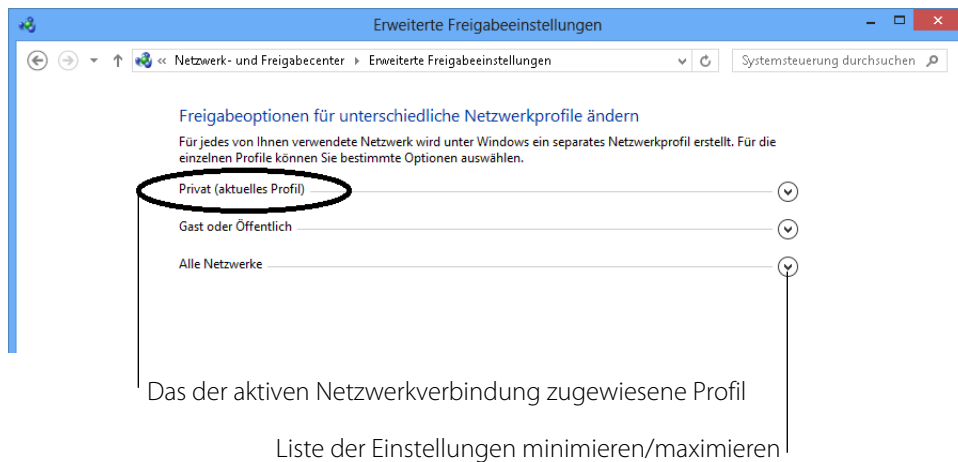 Erweiterte Freigabeeinstellungen
« Netzwerk- und Freigabecenter ▸ Erweiterte Freigabeeinstellungen
Systemsteuerung durchsuchen
Freigabeoptionen für unterschiedliche Netzwerkprofile ändern
Für jedes von Ihnen verwendete Netzwerk wird unter Windows ein separates Netzwerkprofil erstellt. Für die
einzelnen Profile können Sie bestimmte Optionen auswählen.
Privat (aktuelles Profil)
Gast oder Öffentlich
Alle Netzwerke
Das der aktiven Netzwerkverbindung zugewiesene Profil
Liste der Einstellungen minimieren/maximieren